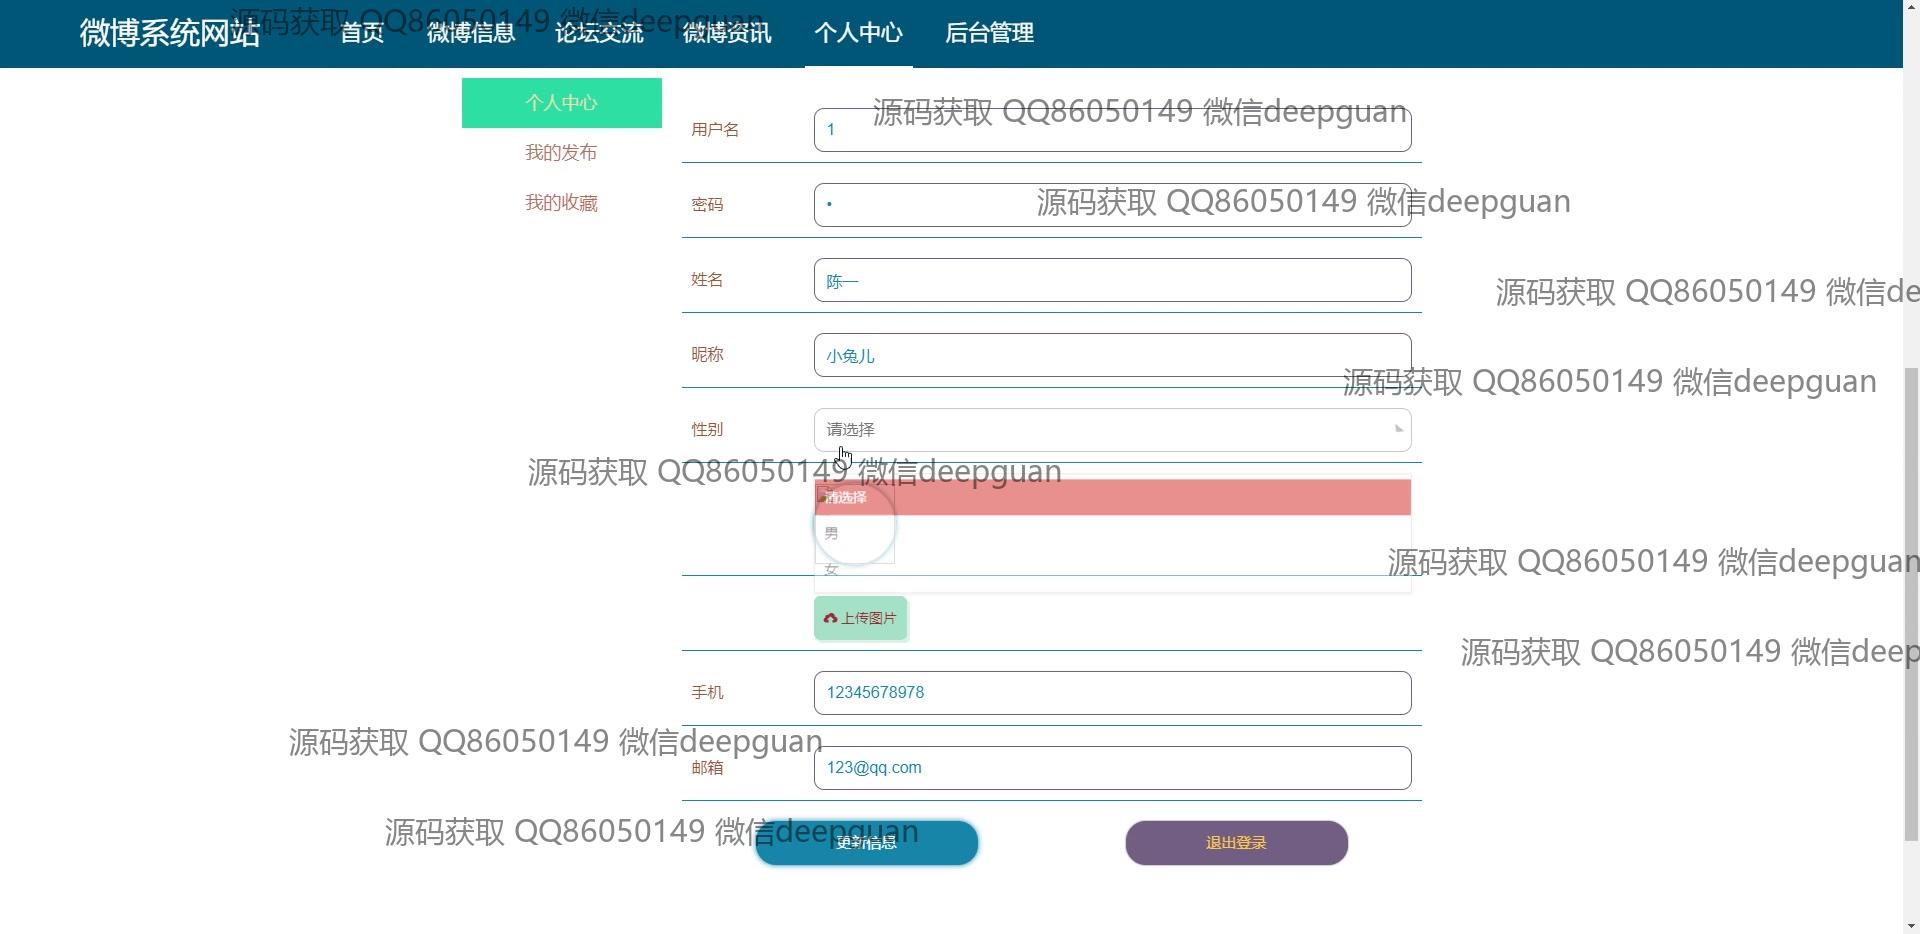 微博系统网站 首页 微博信息 论坛交流 微博资讯 个人中心 后台管理
源码获取 QQ86050149 微信deepguan
个人中心
我的发布
我的收藏
用户名 1
源码获取 QQ86050149 微信deepguan
密码 •
源码获取 QQ86050149 微信deepguan
姓名 陈一
源码获取 QQ86050149 微信de
昵称 小兔儿
源码获取 QQ86050149 微信deepguan
性别 请选择
源码获取 QQ86050149 微信deepguan
请选择
男
女
源码获取 QQ86050149 微信deepguan
上传图片
源码获取 QQ86050149 微信deep
手机 12345678978
源码获取 QQ86050149 微信deepguan
邮箱 123@qq.com
源码获取 QQ86050149 微信deepguan
更新信息 退出登录